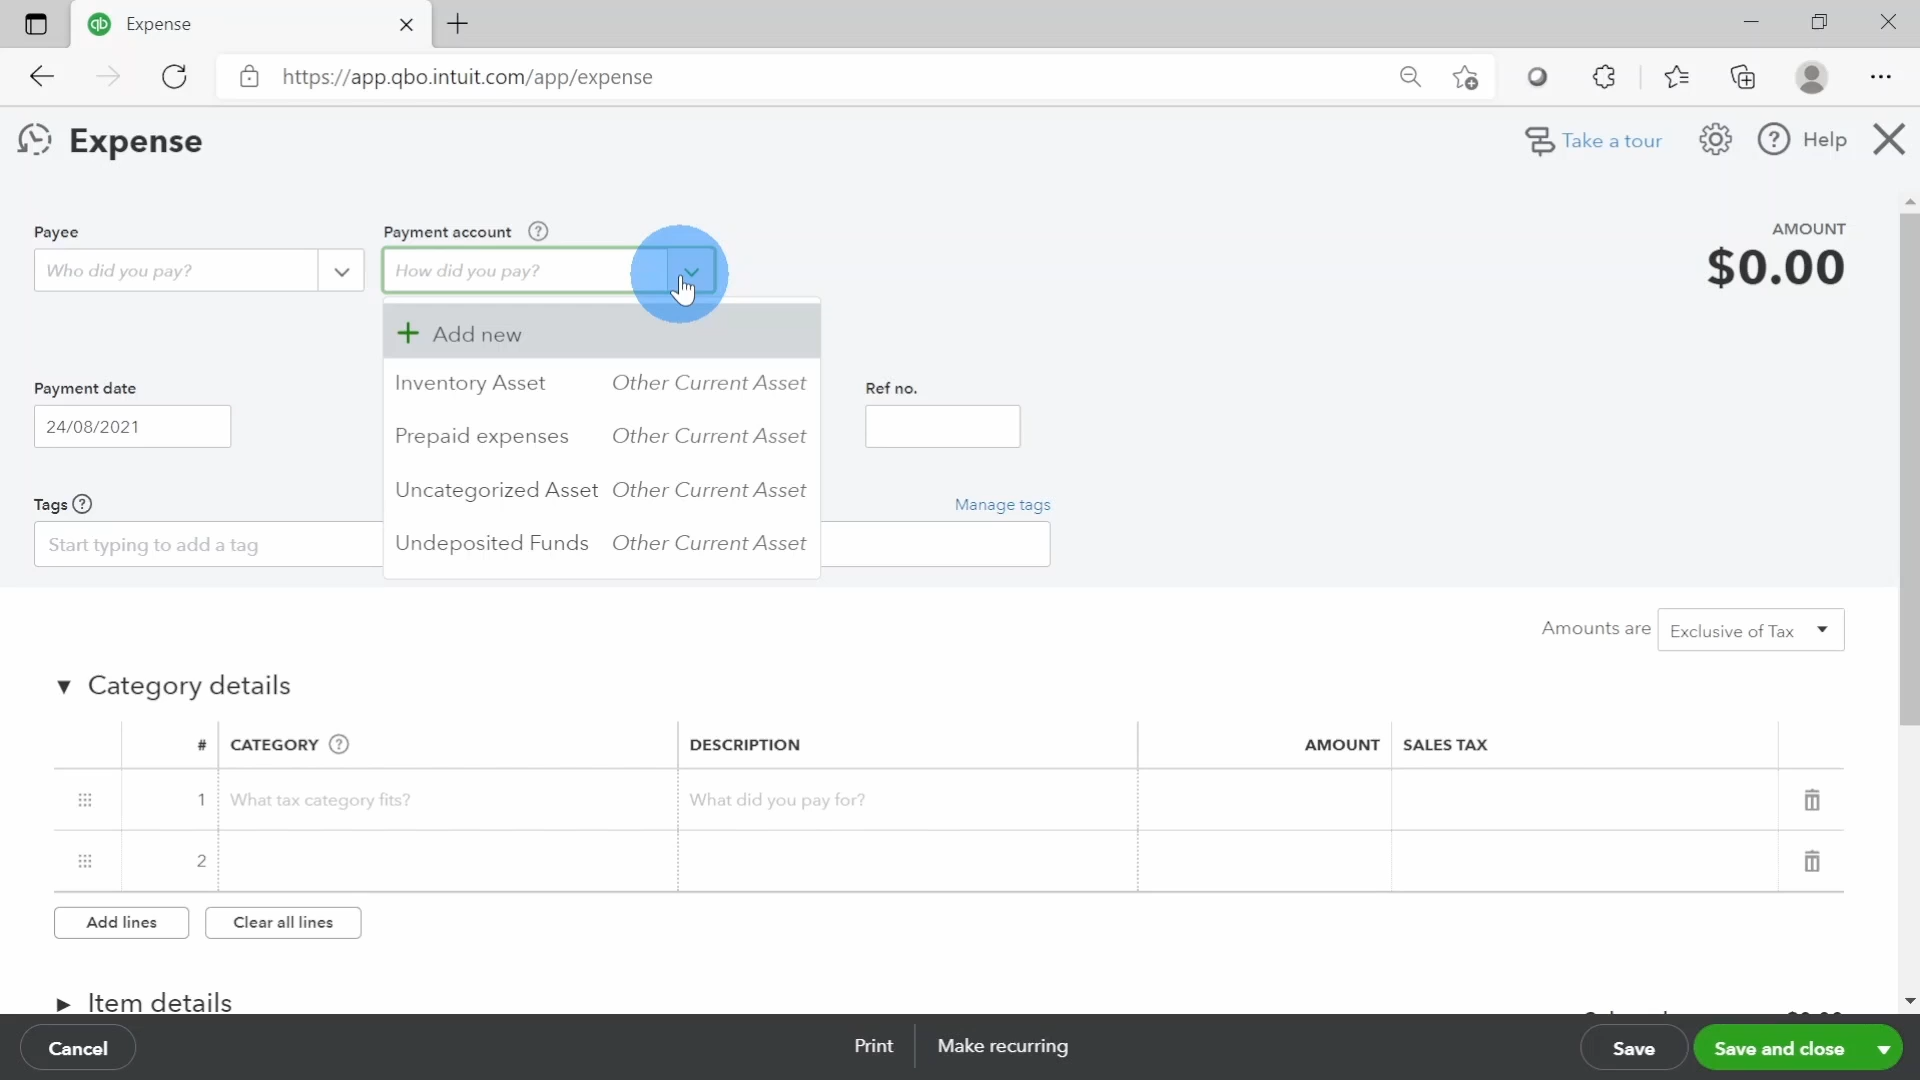 qb Expense
https://app.qbo.intuit.com/app/expense
Expense
Take a tour
? Help
Payee
Payment account ?
AMOUNT
Who did you pay?
How did you pay?
$0.00
+ Add new
Inventory Asset Other Current Asset
Payment date
Ref no.
24/08/2021
Prepaid expenses Other Current Asset
Uncategorized Asset Other Current Asset
Tags ?
Manage tags
Start typing to add a tag
Undeposited Funds Other Current Asset
Amounts are Exclusive of Tax
Category details
# CATEGORY ? DESCRIPTION AMOUNT SALES TAX
1 What tax category fits? What did you pay for?
2
Add lines Clear all lines
Item details
Cancel Print Make recurring Save Save and close